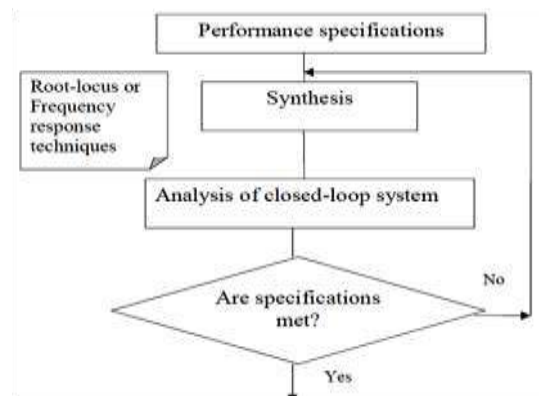 Performance specifications
Root-locus or
Frequency
response
techniques
Synthesis
Analysis of closed-loop system
Are specifications
met?
No
Yes